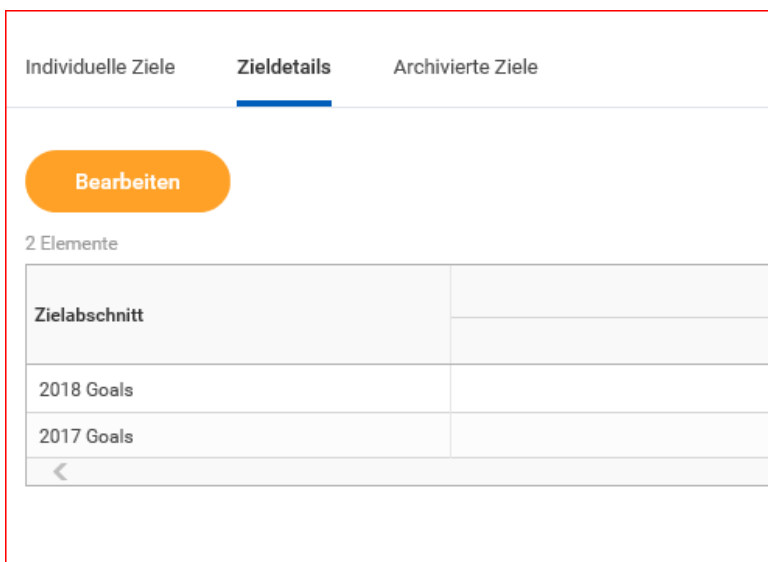 Individuelle Ziele Zieldetails Archivierte Ziele
Bearbeiten
2 Elemente
Zielabschnitt
2018 Goals
2017 Goals